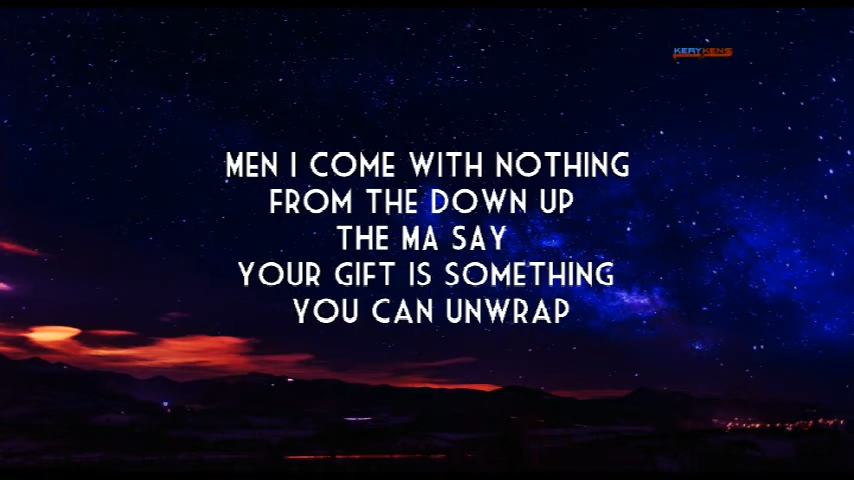 KERYKENS
MEN I COME WITH NOTHING
FROM THE DOWN UP
THE MA SAY
YOUR GIFT IS SOMETHING
YOU CAN UNWRAP